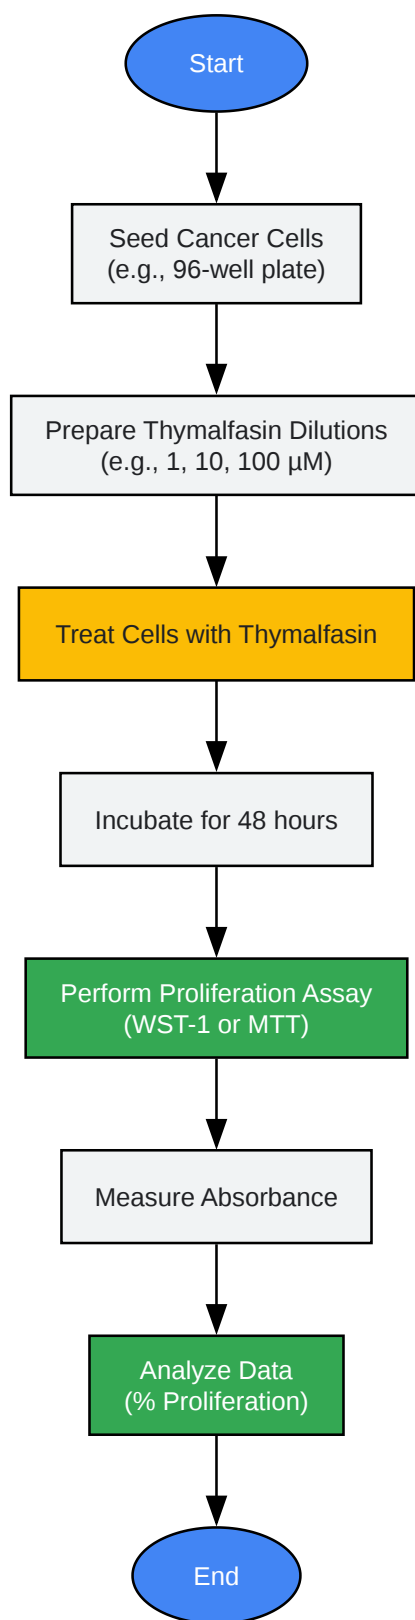 Start
Seed Cancer Cells
(e.g., 96-well plate)
Prepare Thymalfasin Dilutions
(e.g., 1, 10, 100 µM)
Treat Cells with Thymalfasin
Incubate for 48 hours
Perform Proliferation Assay
(WST-1 or MTT)
Measure Absorbance
Analyze Data
(% Proliferation)
End